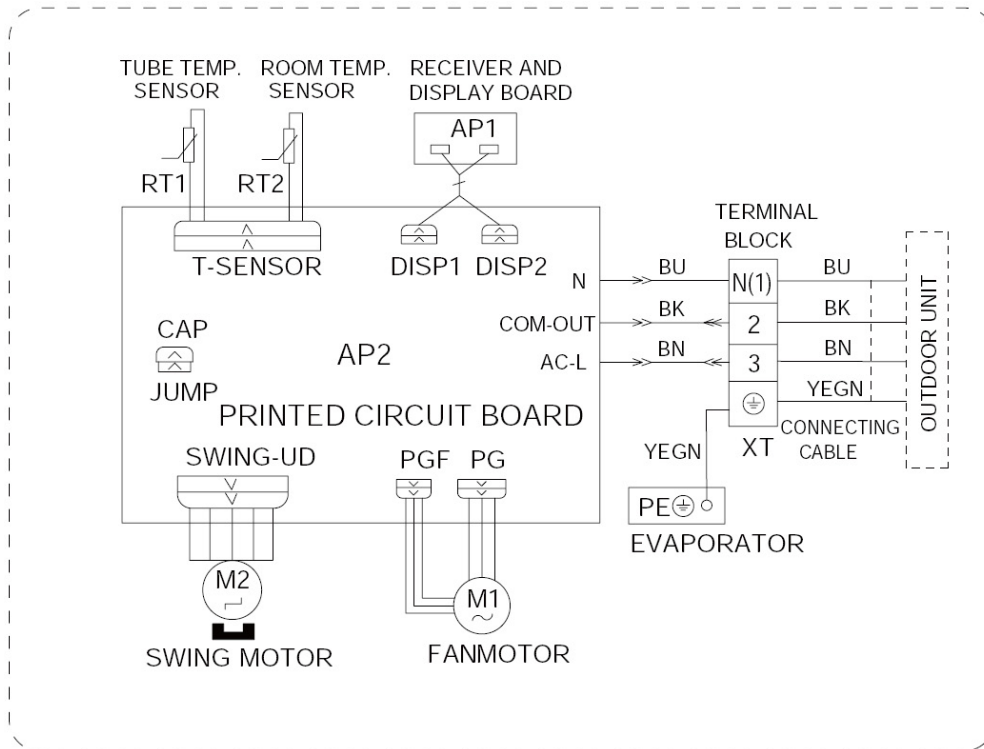 TUBE TEMP.
SENSOR
ROOM TEMP.
SENSOR
RECEIVER AND
DISPLAY BOARD
AP1
RT1
RT2
T-SENSOR
DISP1
DISP2
TERMINAL
BLOCK
N
BU
N(1)
BU
COM-OUT
BK
2
BK
AC-L
BN
3
BN
YEGN
OUTDOOR UNIT
CAP
JUMP
AP2
PRINTED CIRCUIT BOARD
XT
CONNECTING
CABLE
YEGN
SWING-UD
PGF
PG
PE
EVAPORATOR
M2
SWING MOTOR
M1
FANMOTOR